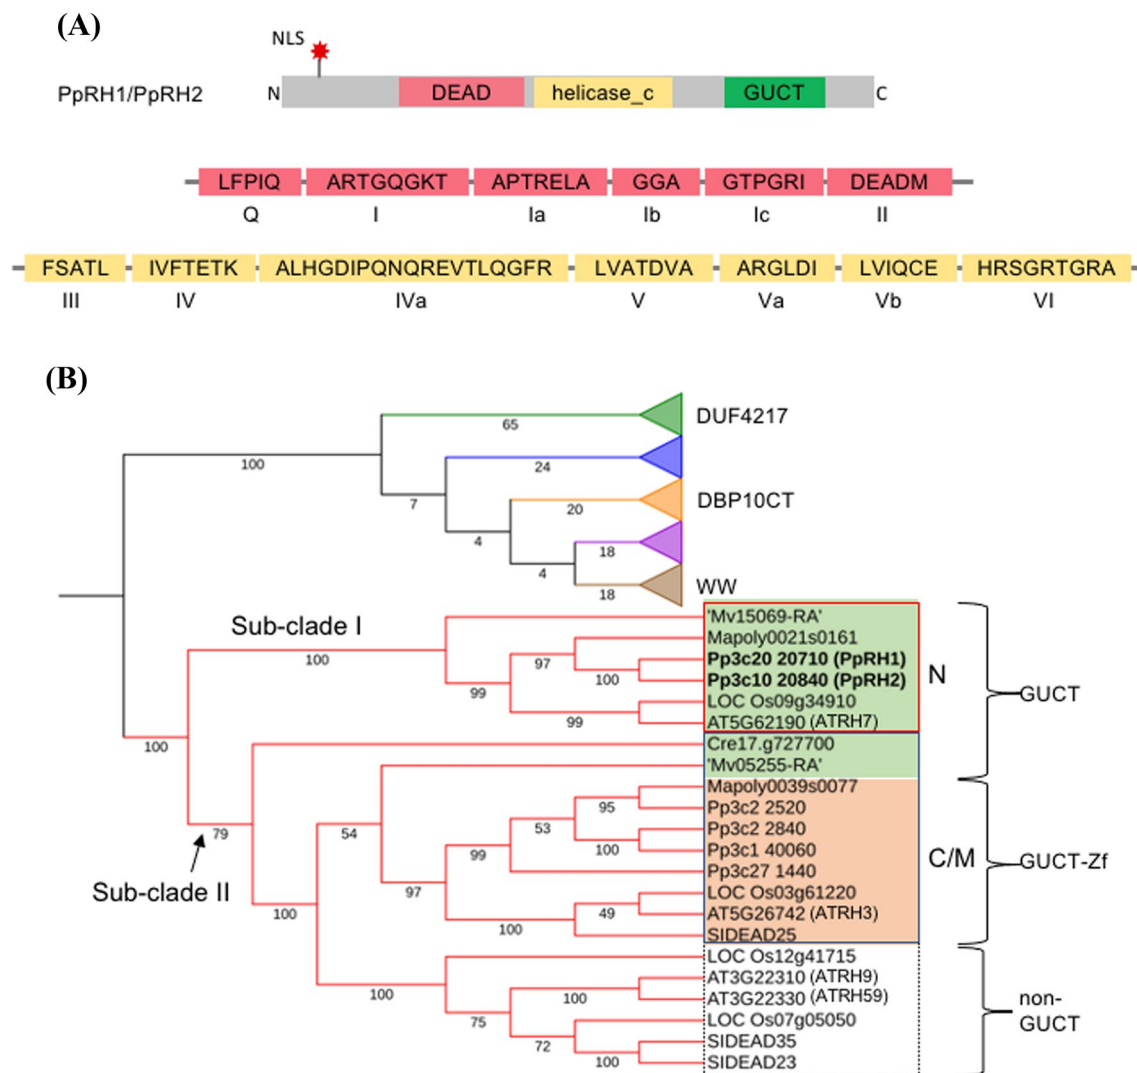 (A)
NLS
PpRH1/PpRH2
N
DEAD
helicase_c
GUCT
C
LFPIQ ARTGQGKT APTRELA GGA GTPGRI DEADM
Q I Ia Ib Ic II
FSATL IVFTETK ALHGDIPQNQREVTLQGFR LVATDVA ARGLDI LVIQCE HRSGRTGRA
III IV IVa V Va Vb VI
(B)
DUF4217
65
100
24
7
DBP10CT
20
4
18
4
WW
18
Sub-clade I
100
'Mv15069-RA'
Mapoly0021s0161
97
Pp3c20 20710 (PpRH1)
N
100
Pp3c10 20840 (PpRH2)
99
GUCT
LOC Os09g34910
99
AT5G62190 (ATRH7)
100
Cre17.g727700
'Mv05255-RA'
Mapoly0039s0077
95
Pp3c2 2520
79
54
53
Pp3c2 2840
100
Pp3c1 40060
C/M
GUCT-Zf
99
Pp3c27 1440
Sub-clade II
97
LOC Os03g61220
49
AT5G26742 (ATRH3)
100
100
SIDEAD25
LOC Os12g41715
AT3G22310 (ATRH9)
100
100
AT3G22330 (ATRH59)
non-
GUCT
75
LOC Os07g05050
72
SIDEAD35
100
SIDEAD23